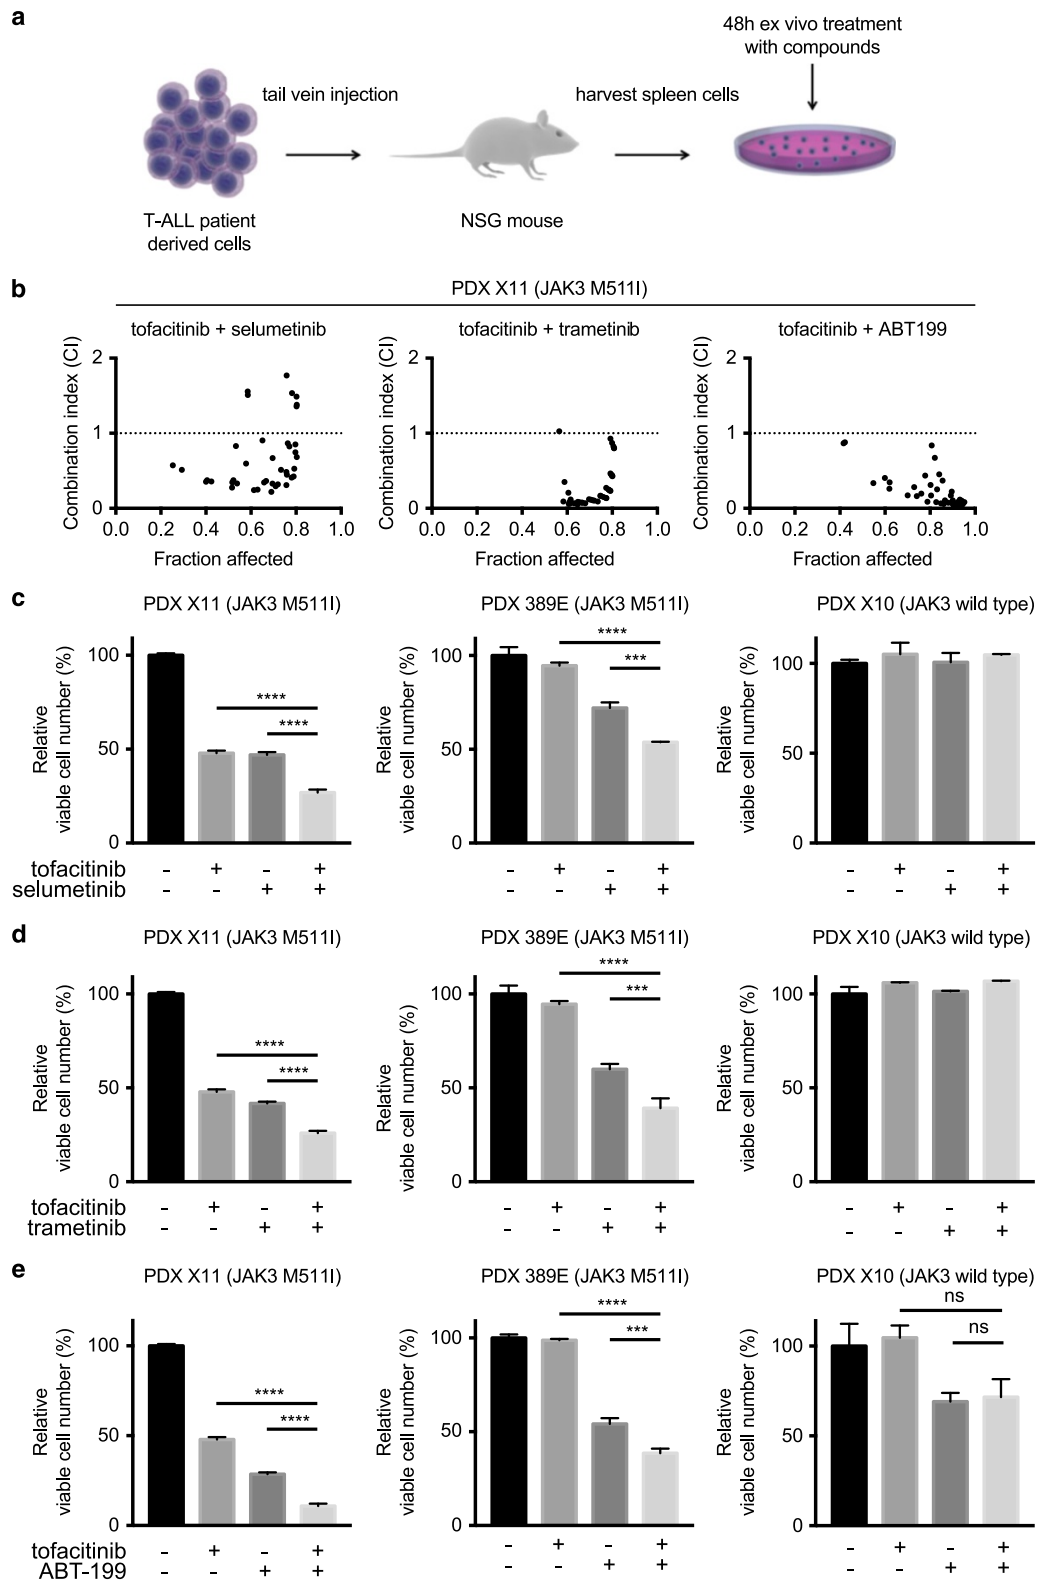 a
48h ex vivo treatment
with compounds
tail vein injection
harvest spleen cells
T-ALL patient
derived cells
NSG mouse
b
PDX X11 (JAK3 M511I)
tofacitinib + selumetinib
tofacitinib + trametinib
tofacitinib + ABT199
Combination index (CI)
2
1
0
0.0 0.2 0.4 0.6 0.8 1.0
Fraction affected
Combination index (CI)
2
1
0
0.0 0.2 0.4 0.6 0.8 1.0
Fraction affected
Combination index (CI)
2
1
0
0.0 0.2 0.4 0.6 0.8 1.0
Fraction affected
c
PDX X11 (JAK3 M511I)
Relative
viable cell number (%)
100
50
0
****
****
PDX 389E (JAK3 M511I)
Relative
viable cell number (%)
100
50
0
****
***
PDX X10 (JAK3 wild type)
Relative
viable cell number (%)
100
50
0
tofacitinib - + - + - + - + - + - +
selumetinib - - + + - - + + - - + +
d
PDX X11 (JAK3 M511I)
Relative
viable cell number (%)
100
50
0
****
****
PDX 389E (JAK3 M511I)
Relative
viable cell number (%)
100
50
0
****
***
PDX X10 (JAK3 wild type)
Relative
viable cell number (%)
100
50
0
tofacitinib - + - + - + - + - + - +
trametinib - - + + - - + + - - + +
e
PDX X11 (JAK3 M511I)
Relative
viable cell number (%)
100
50
0
****
****
PDX 389E (JAK3 M511I)
Relative
viable cell number (%)
100
50
0
****
***
PDX X10 (JAK3 wild type)
Relative
viable cell number (%)
100
50
0
ns
ns
tofacitinib - + - + - + - + - + - +
ABT-199 - - + + - - + + - - + +